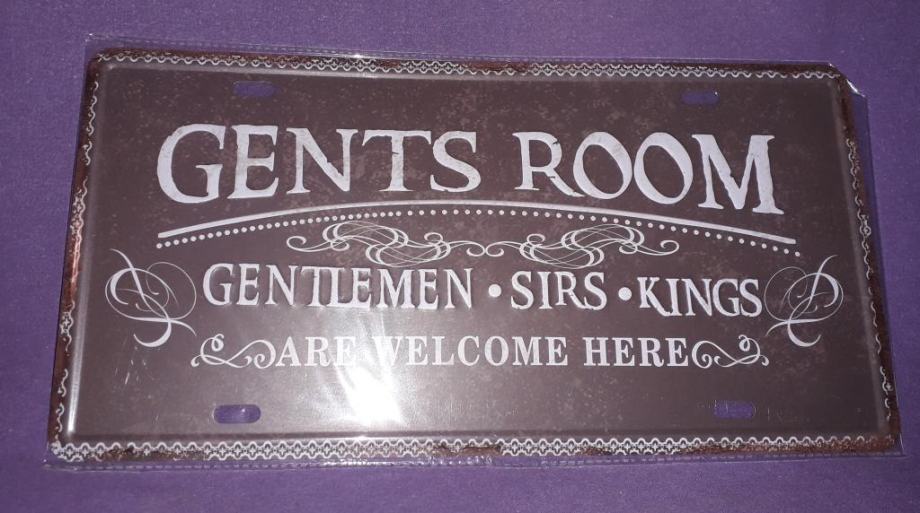 GENTS ROOM
GENTLEMEN • SIRS • KINGS
ARE WELCOME HERE